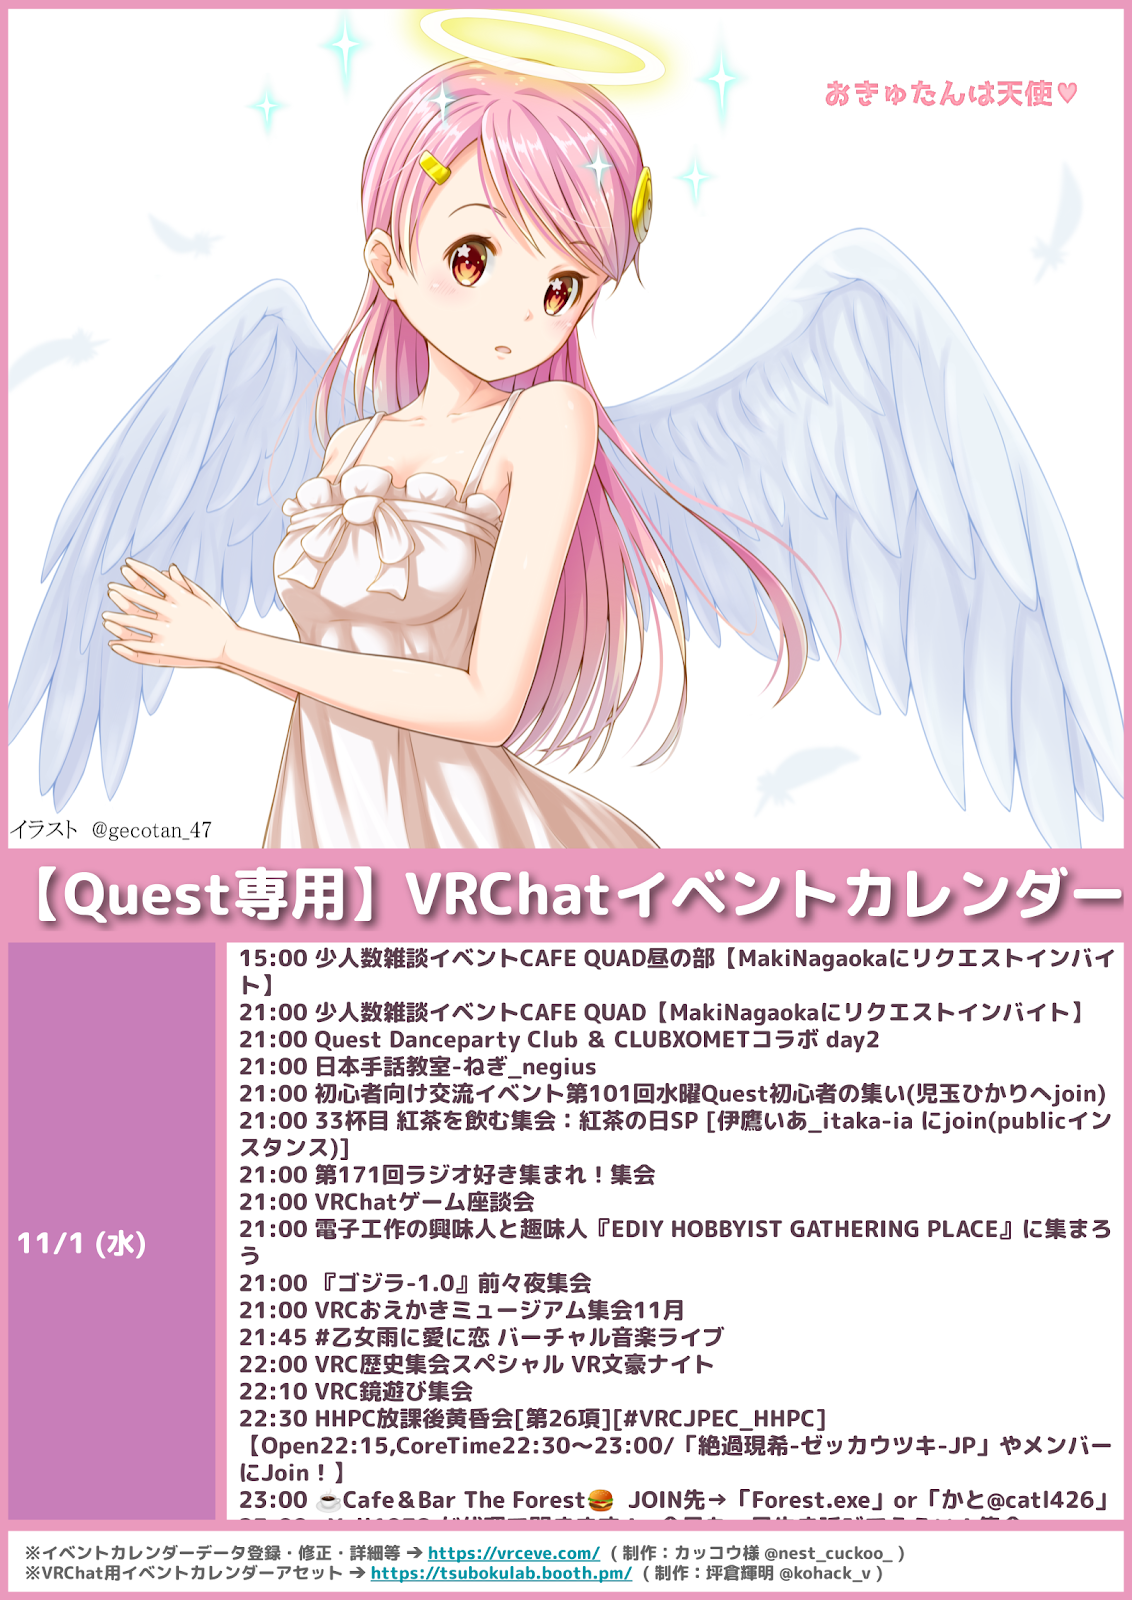 おきゅたんは天使♥
イラスト @gecotan_47
【Quest専用】VRChatイベントカレンダー
11/1 (水)
15:00 少人数雑談イベントCAFE QUAD昼の部【MakiNagaokaにリクエストインバイ
ト】
21:00 少人数雑談イベントCAFE QUAD【MakiNagaokaにリクエストインバイト】
21:00 Quest Danceparty Club ＆ CLUBXOMETコラボ day2
21:00 日本手話教室-ねぎ_negius
21:00 初心者向け交流イベント第101回水曜Quest初心者の集い(児玉ひかりへjoin)
21:00 33杯目 紅茶を飲む集会：紅茶の日SP [伊鷹いあ_itaka-ia にjoin(publicイン
スタンス)]
21:00 第171回ラジオ好き集まれ！集会
21:00 VRChatゲーム座談会
21:00 電子工作の興味人と趣味人『EDIY HOBBYIST GATHERING PLACE』に集まろ
う
21:00 『ゴジラ-1.0』前々夜集会
21:00 VRCおえかきミュージアム集会11月
21:45 #乙女雨に愛に恋 バーチャル音楽ライブ
22:00 VRC歴史集会スペシャル VR文豪ナイト
22:10 VRC鏡遊び集会
22:30 HHPC放課後黄昏会[第26項][#VRCJPEC_HHPC]
【Open22:15,CoreTime22:30〜23:00/「絶過現希-ゼッカウツキ-JP」やメンバー
にJoin！】
23:00 ☕Cafe＆Bar The Forest🍔 JOIN先→「Forest.exe」or「かと@catl426」
※イベントカレンダーデータ登録・修正・詳細等 ➔ https://vrceve.com/ （制作：カッコウ様 @nest_cuckoo_ ）
※VRChat用イベントカレンダーアセット ➔ https://tsubokulab.booth.pm/ （制作：坪倉輝明 @kohack_v ）